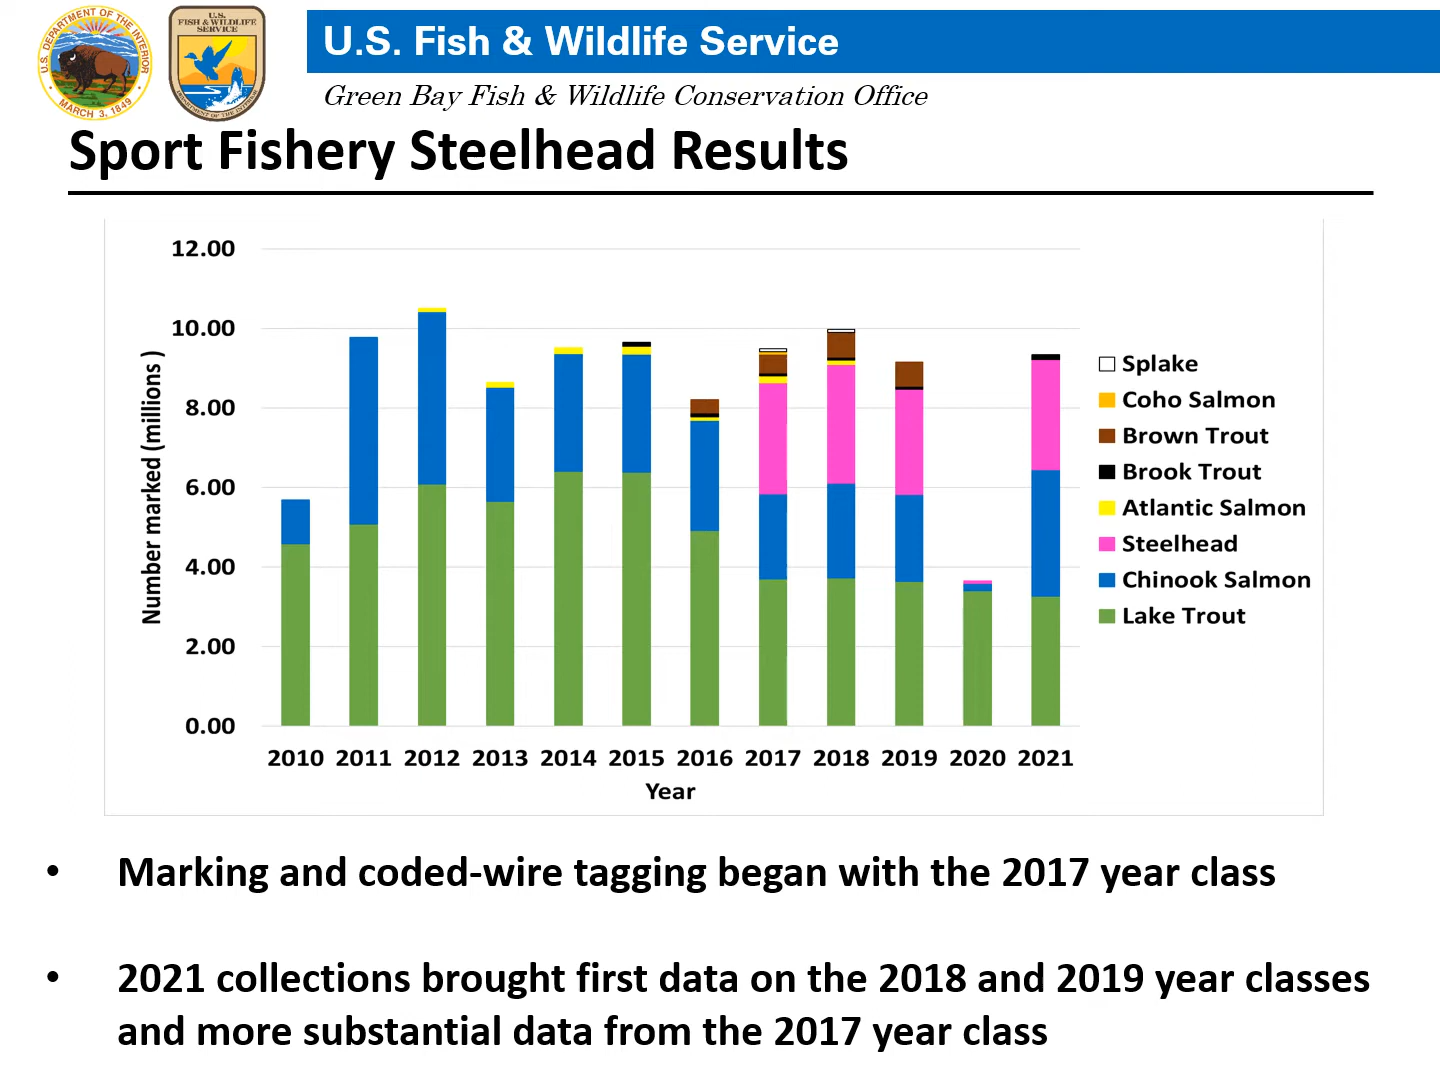 U.S. DEPARTMENT OF THE INTERIOR
MARCH 3, 1849
U.S.
FISH & WILDLIFE
SERVICE
DEPARTMENT OF THE INTERIOR
U.S. Fish & Wildlife Service
Green Bay Fish & Wildlife Conservation Office
Sport Fishery Steelhead Results
Number marked (millions )
12.00
10.00
8.00
6.00
4.00
2.00
0.00
2010 2011 2012 2013 2014 2015 2016 2017 2018 2019 2020 2021
Year
Splake
Coho Salmon
Brown Trout
Brook Trout
Atlantic Salmon
Steelhead
Chinook Salmon
Lake Trout
• Marking and coded-wire tagging began with the 2017 year class
• 2021 collections brought first data on the 2018 and 2019 year classes
and more substantial data from the 2017 year class